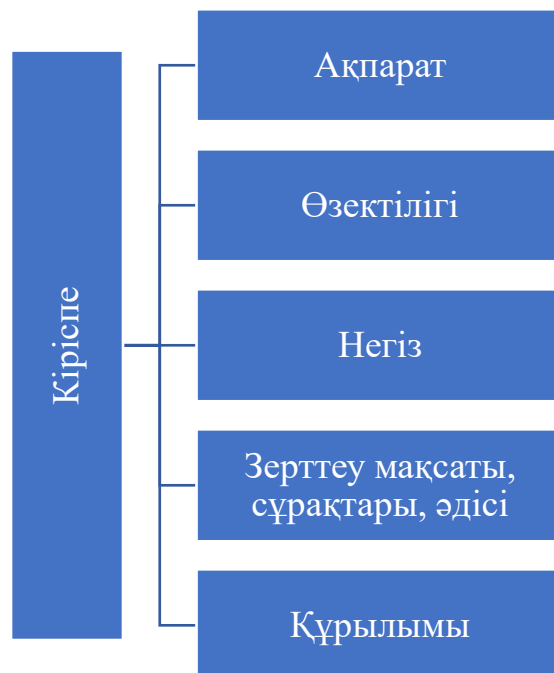 Кіріспе
Ақпарат
Өзектілігі
Негіз
Зерттеу мақсаты,
сұрақтары, әдісі
Құрылымы